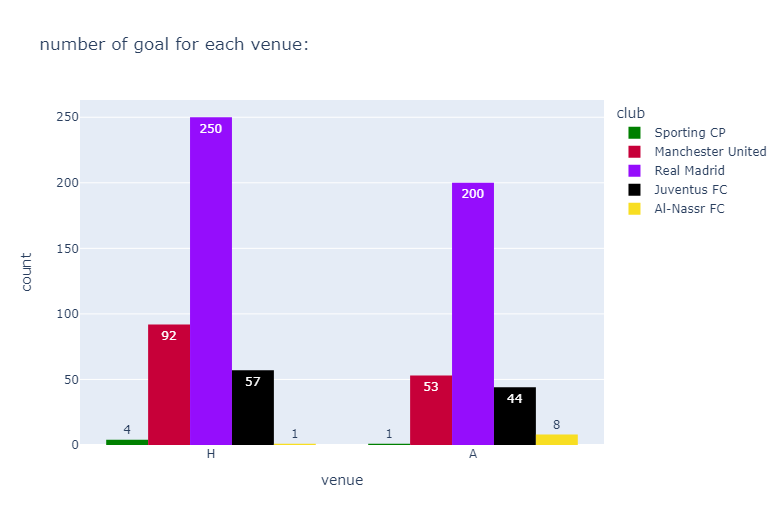 number of goal for each venue:
club
Sporting CP
Manchester United
Real Madrid
Juventus FC
Al-Nassr FC
count
250
200
150
100
50
0
4
92
250
57
1
1
53
200
44
8
H
A
venue